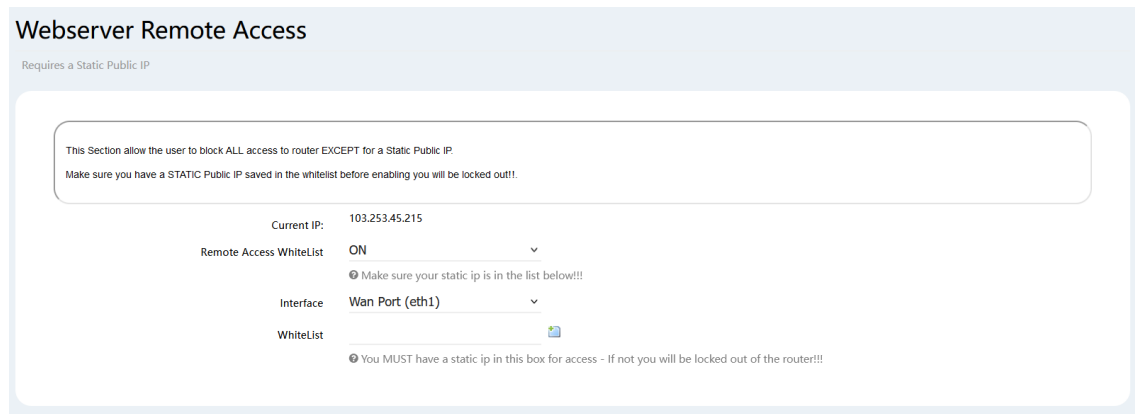 Webserver Remote Access
Requires a Static Public IP
This Section allow the user to block ALL access to router EXCEPT for a Static Public IP.
Make sure you have a STATIC Public IP saved in the whitelist before enabling you will be locked out!!.
Current IP: 103.253.45.215
Remote Access WhiteList ON
Make sure your static ip is in the list below!!!
Interface Wan Port (eth1)
WhiteList
You MUST have a static ip in this box for access - If not you will be locked out of the router!!!